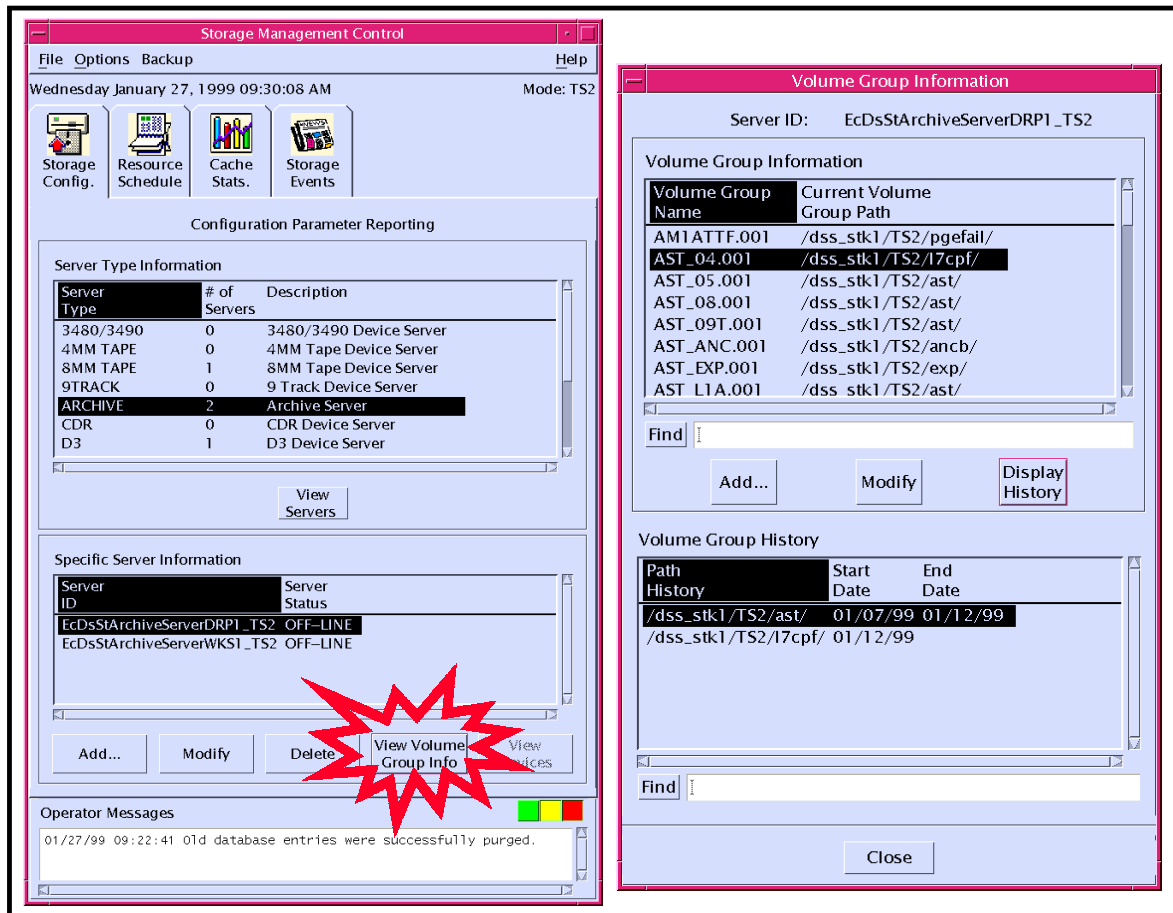 Storage Management Control
File Options Backup Help
Wednesday January 27, 1999 09:30:08 AM Mode: TS2
Storage Config.
Resource Schedule
Cache Stats.
Storage Events
Configuration Parameter Reporting
Server Type Information
Server Type # of Servers Description
3480/3490 0 3480/3490 Device Server
4MM TAPE 0 4MM Tape Device Server
8MM TAPE 1 8MM Tape Device Server
9TRACK 0 9 Track Device Server
ARCHIVE 2 Archive Server
CDR 0 CDR Device Server
D3 1 D3 Device Server
View Servers
Specific Server Information
Server ID Server Status
EcDsStArchiveServerDRP1_TS2 OFF-LINE
EcDsStArchiveServerWKS1_TS2 OFF-LINE
Add... Modify Delete View Volume Group Info View
Operator Messages
01/27/99 09:22:41 Old database entries were successfully purged.
Volume Group Information
Server ID: EcDsStArchiveServerDRP1_TS2
Volume Group Information
Volume Group Name Current Volume Group Path
AM1ATTF.001 /dss_stk1/TS2/pgefail/
AST_04.001 /dss_stk1/TS2/l7cpf/
AST_05.001 /dss_stk1/TS2/ast/
AST_08.001 /dss_stk1/TS2/ast/
AST_09T.001 /dss_stk1/TS2/ast/
AST_ANC.001 /dss_stk1/TS2/ancb/
AST_EXP.001 /dss_stk1/TS2/exp/
AST_L1A.001 /dss_stk1/TS2/ast/
Find
Add... Modify Display History
Volume Group History
Path History Start Date End Date
/dss_stk1/TS2/ast/ 01/07/99 01/12/99
/dss_stk1/TS2/l7cpf/ 01/12/99
Find
Close